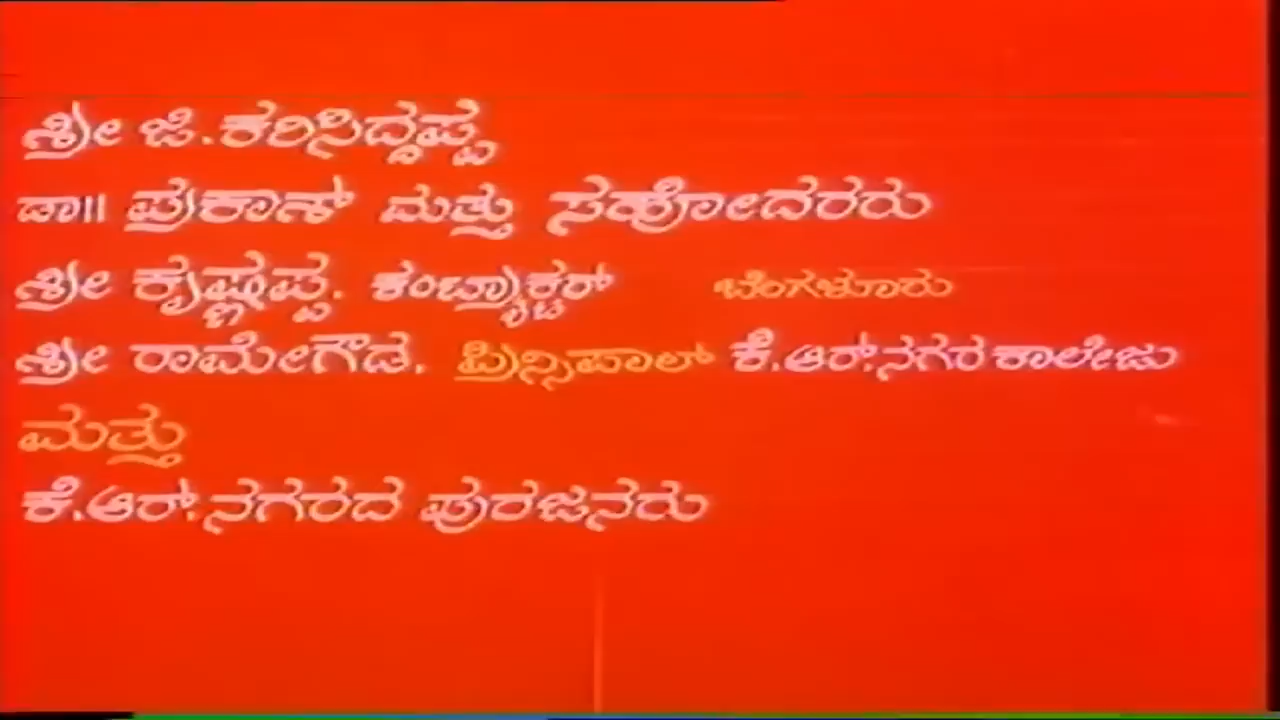 ಶ್ರೀ ಜಿ.ಕರಿಸಿದ್ದಪ್ಪ
ಡಾ|| ಪ್ರಕಾಶ್ ಮತ್ತು ಸಹೋದರರು
ಶ್ರೀ ಕೃಷ್ಣಪ್ಪ. ಕಂಟ್ರ್ಯಾಕ್ಟರ್ ಬೆಂಗಳೂರು
ಶ್ರೀ ರಾಮೇಗೌಡ. ಪ್ರಿನ್ಸಿಪಾಲ್ ಕೆ.ಆರ್.ನಗರ ಕಾಲೇಜು
ಮತ್ತು
ಕೆ.ಆರ್.ನಗರದ ಪುರಜನರು